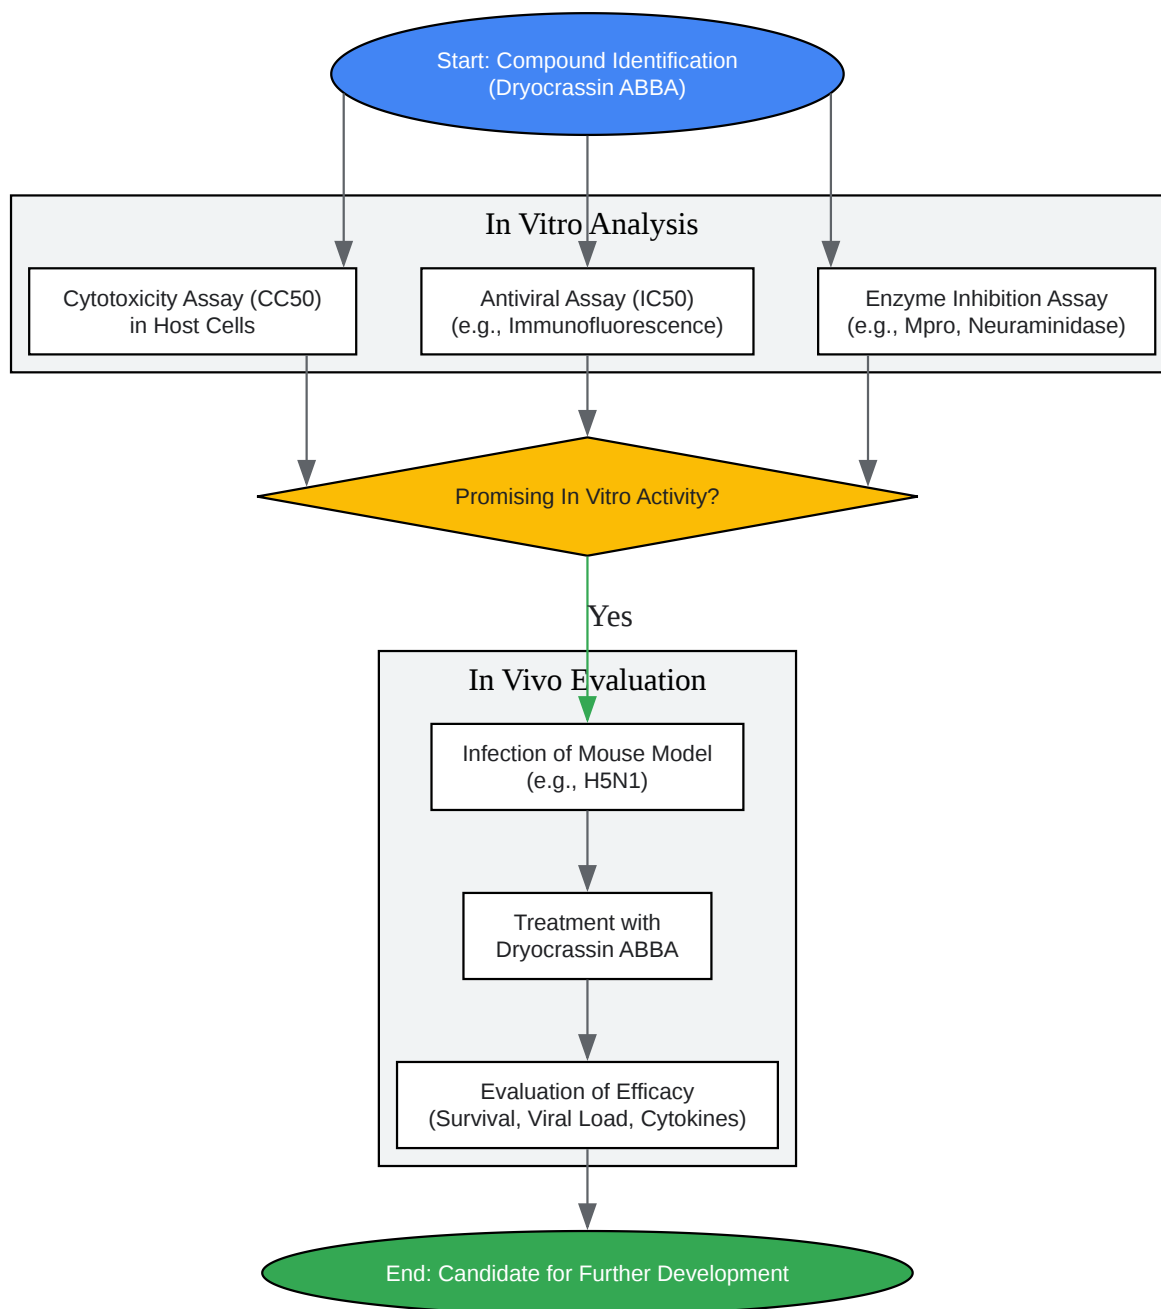 Start: Compound Identification
(Dryocrassin ABBA)
In Vitro Analysis
Cytotoxicity Assay (CC50)
in Host Cells
Antiviral Assay (IC50)
(e.g., Immunofluorescence)
Enzyme Inhibition Assay
(e.g., Mpro, Neuraminidase)
Promising In Vitro Activity?
Yes
In Vivo Evaluation
Infection of Mouse Model
(e.g., H5N1)
Treatment with
Dryocrassin ABBA
Evaluation of Efficacy
(Survival, Viral Load, Cytokines)
End: Candidate for Further Development